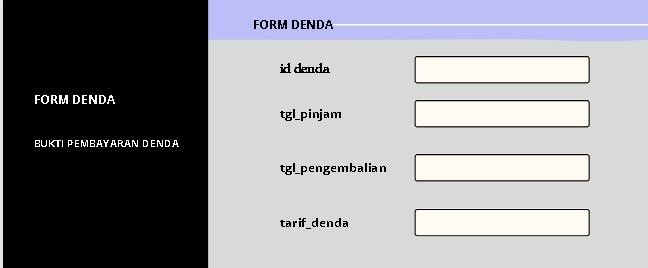 FORM DENDA
BUKTI PEMBAYARAN DENDA
FORM DENDA
id denda
tgl_pinjam
tgl_pengembalian
tarif_denda